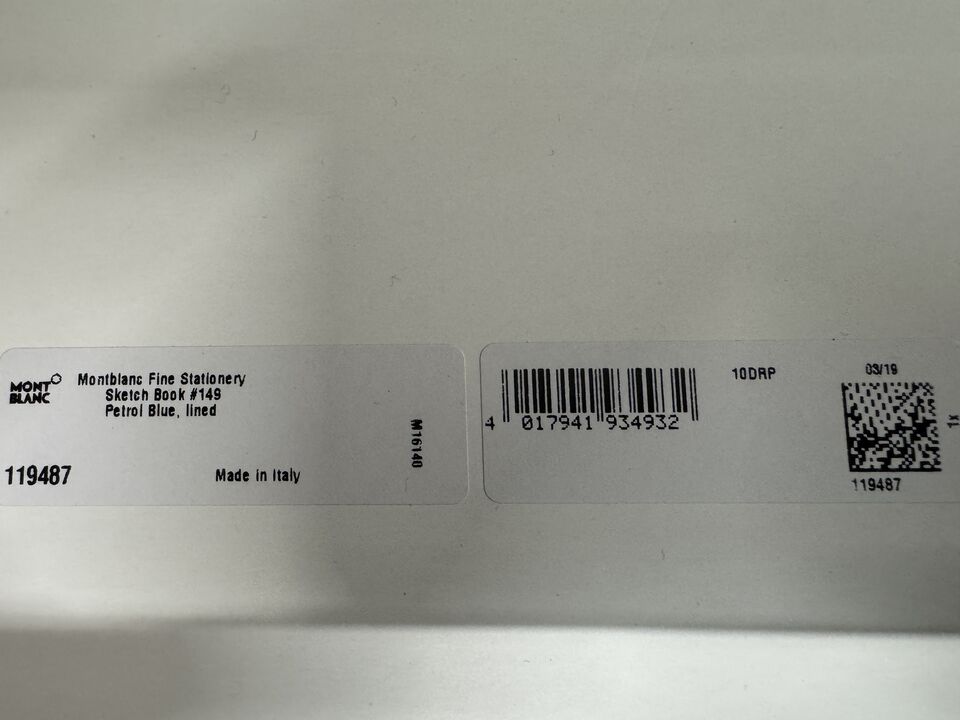 MONT
BLANC
Montblanc Fine Stationery
Sketch Book #149
Petrol Blue, lined
M16140
119487
Made in Italy
4 017941 934932
10DRP
03/19
1x
119487